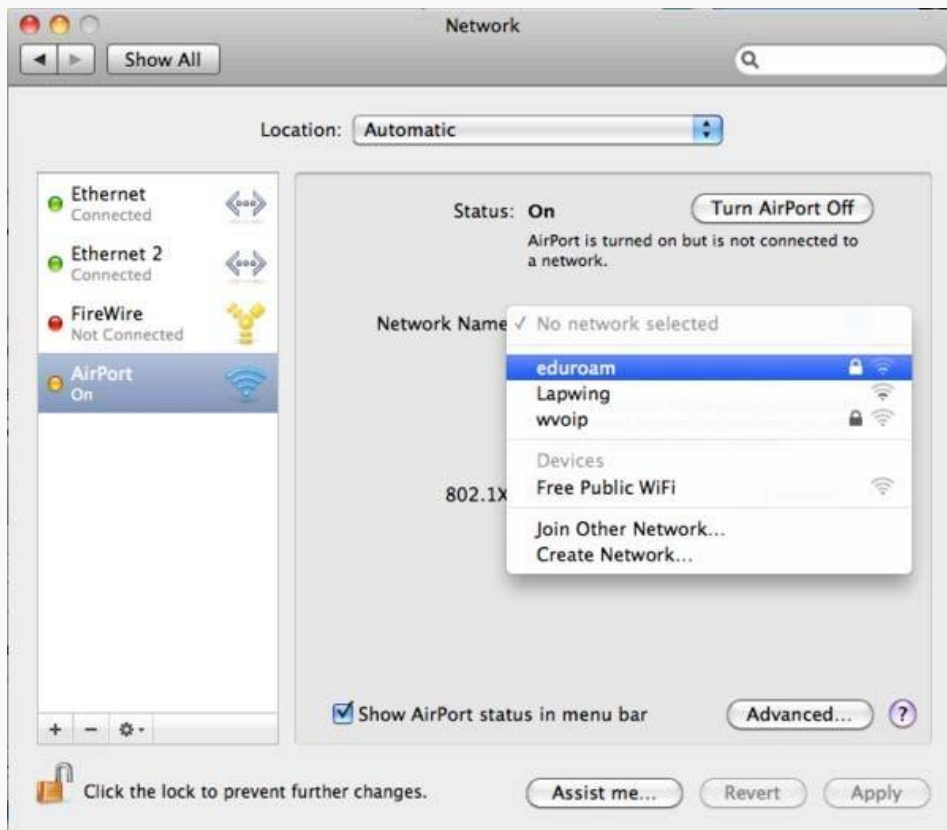 Network
Show All
Location: Automatic
Ethernet
Connected
Ethernet 2
Connected
FireWire
Not Connected
AirPort
On
Status: On
Turn AirPort Off
AirPort is turned on but is not connected to
a network.
Network Name
✓ No network selected
eduroam
Lapwing
wvoip
Devices
Free Public WiFi
Join Other Network...
Create Network...
802.1X
Show AirPort status in menu bar
Advanced...
?
Click the lock to prevent further changes.
Assist me...
Revert
Apply